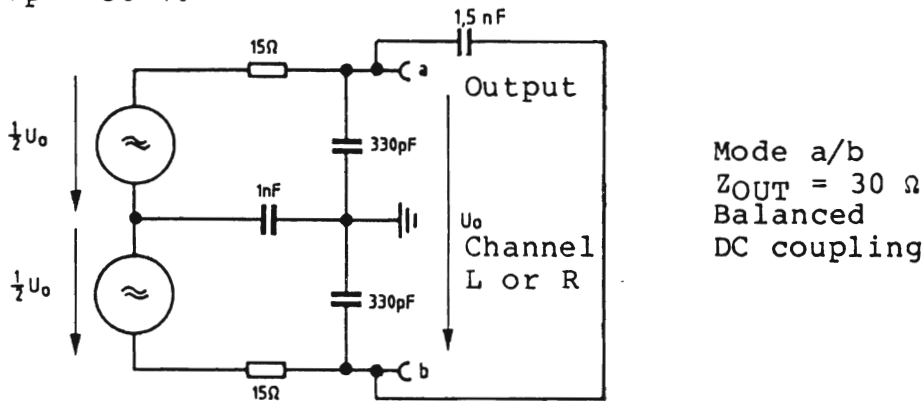 1,5 nF
15Ω
a
Output
½U₀
330pF
1nF
U₀
Channel
L or R
½U₀
330pF
15Ω
b
Mode a/b
Z_OUT = 30 Ω
Balanced
DC coupling